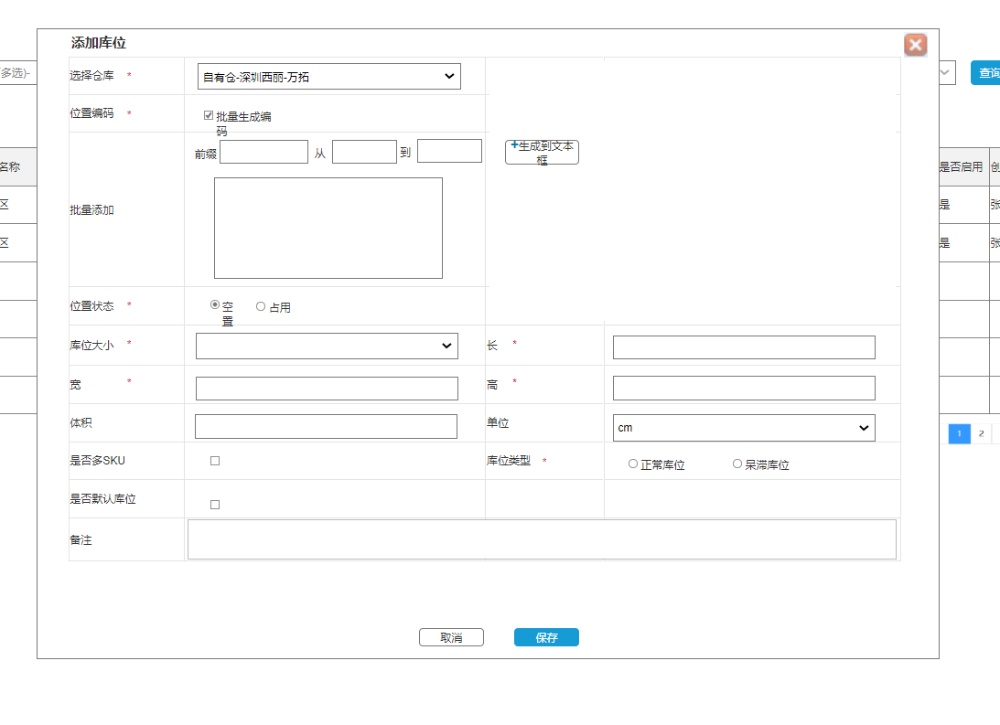 添加库位
多选)-
选择仓库 *
自有仓-深圳西丽-万拓
查询
位置编码 *
批量生成编
码
前缀
从
到
+生成到文本
框
名称
是否启用
创
区
是
张
批量添加
区
是
张
位置状态 *
空
置
占用
库位大小 *
长 *
宽 *
高 *
体积
单位
cm
1
2
是否多SKU
库位类型 *
正常库位
呆滞库位
是否默认库位
备注
取消
保存